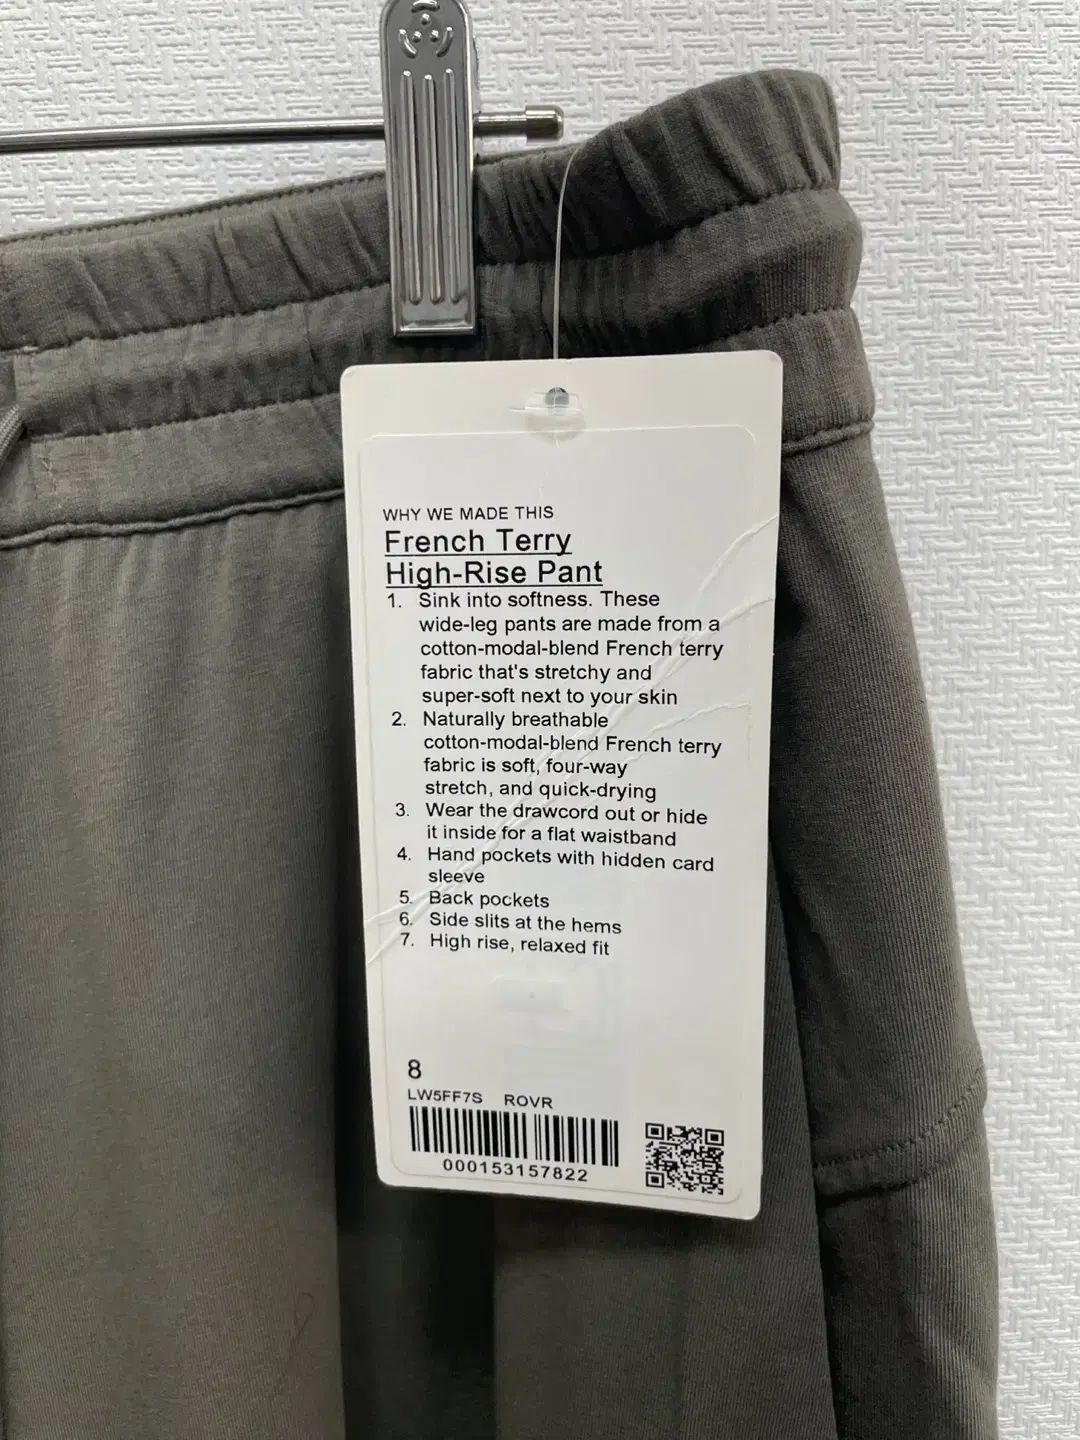 WHY WE MADE THIS
French Terry
High-Rise Pant
1. Sink into softness. These
wide-leg pants are made from a
cotton-modal-blend French terry
fabric that's stretchy and
super-soft next to your skin
2. Naturally breathable
cotton-modal-blend French terry
fabric is soft, four-way
stretch, and quick-drying
3. Wear the drawcord out or hide
it inside for a flat waistband
4. Hand pockets with hidden card
sleeve
5. Back pockets
6. Side slits at the hems
7. High rise, relaxed fit
8
LW5FF7S ROVR
000153157822